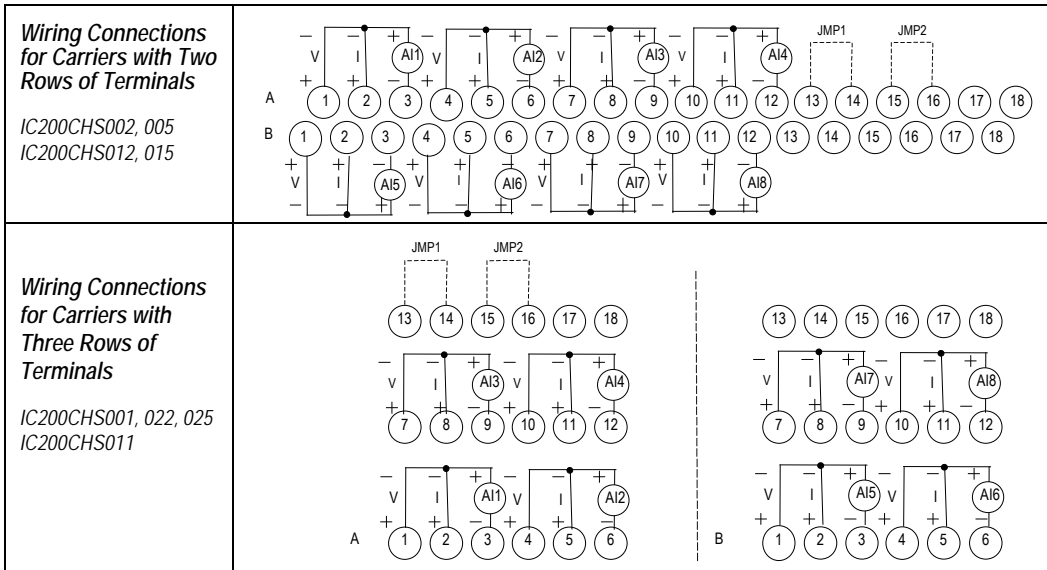 Wiring Connections
for Carriers with Two
Rows of Terminals
IC200CHS002, 005
IC200CHS012, 015
JMP1 JMP2
− − + − − + − − + − − +
V I AI1 V I AI2 V I AI3 V I AI4
+ + − + + − + + − + + −
A 1 2 3 4 5 6 7 8 9 10 11 12 13 14 15 16 17 18
B 1 2 3 4 5 6 7 8 9 10 11 12 13 14 15 16 17 18
+ + − + + − + + − + + −
V I AI5 V I AI6 V I AI7 V I AI8
− − + − − + − − + − − +
Wiring Connections
for Carriers with
Three Rows of
Terminals
IC200CHS001, 022, 025
IC200CHS011
JMP1 JMP2
13 14 15 16 17 18
− − + − − +
V I AI3 V I AI4
+ + − + + −
7 8 9 10 11 12
− − + − − +
V I AI1 V I AI2
+ + − + + −
A 1 2 3 4 5 6
13 14 15 16 17 18
− − + − − +
V I AI7 V I AI8
+ + − + + −
7 8 9 10 11 12
− − + − − +
V I AI5 V I AI6
+ + − + + −
B 1 2 3 4 5 6